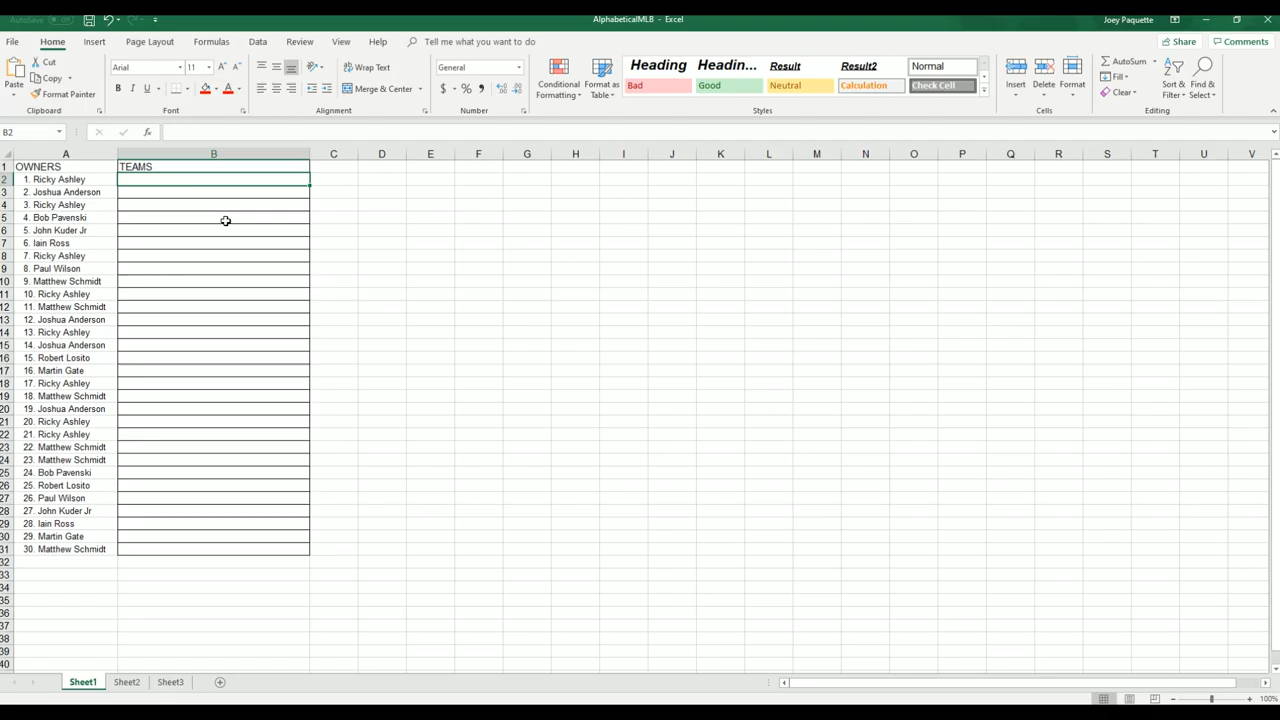 AutoSave Off
AlphabeticalMLB - Excel
Joey Paquette
File Home Insert Page Layout Formulas Data Review View Help Tell me what you want to do
Share Comments
Paste
Cut
Copy
Format Painter
Clipboard
Arial 11
B I U
Font
Wrap Text
Merge & Center
Alignment
General
$ % ,
Number
Conditional Formatting
Format as Table
Heading Headin... Result Result2 Normal
Bad Good Neutral Calculation Check Cell
Styles
Insert Delete Format
Cells
AutoSum
Fill
Clear
Sort & Filter
Find & Select
Editing
B2
fx
A B C D E F G H I J K L M N O P Q R S T U V
1 OWNERS TEAMS
2 1. Ricky Ashley
3 2. Joshua Anderson
4 3. Ricky Ashley
5 4. Bob Pavenski
6 5. John Kuder Jr
7 6. Iain Ross
8 7. Ricky Ashley
9 8. Paul Wilson
10 9. Matthew Schmidt
11 10. Ricky Ashley
12 11. Matthew Schmidt
13 12. Joshua Anderson
14 13. Ricky Ashley
15 14. Joshua Anderson
16 15. Robert Losito
17 16. Martin Gate
18 17. Ricky Ashley
19 18. Matthew Schmidt
20 19. Joshua Anderson
21 20. Ricky Ashley
22 21. Ricky Ashley
23 22. Matthew Schmidt
24 23. Matthew Schmidt
25 24. Bob Pavenski
26 25. Robert Losito
27 26. Paul Wilson
28 27. John Kuder Jr
29 28. Iain Ross
30 29. Martin Gate
31 30. Matthew Schmidt
32
33
34
35
36
37
38
39
40
Sheet1 Sheet2 Sheet3
100%